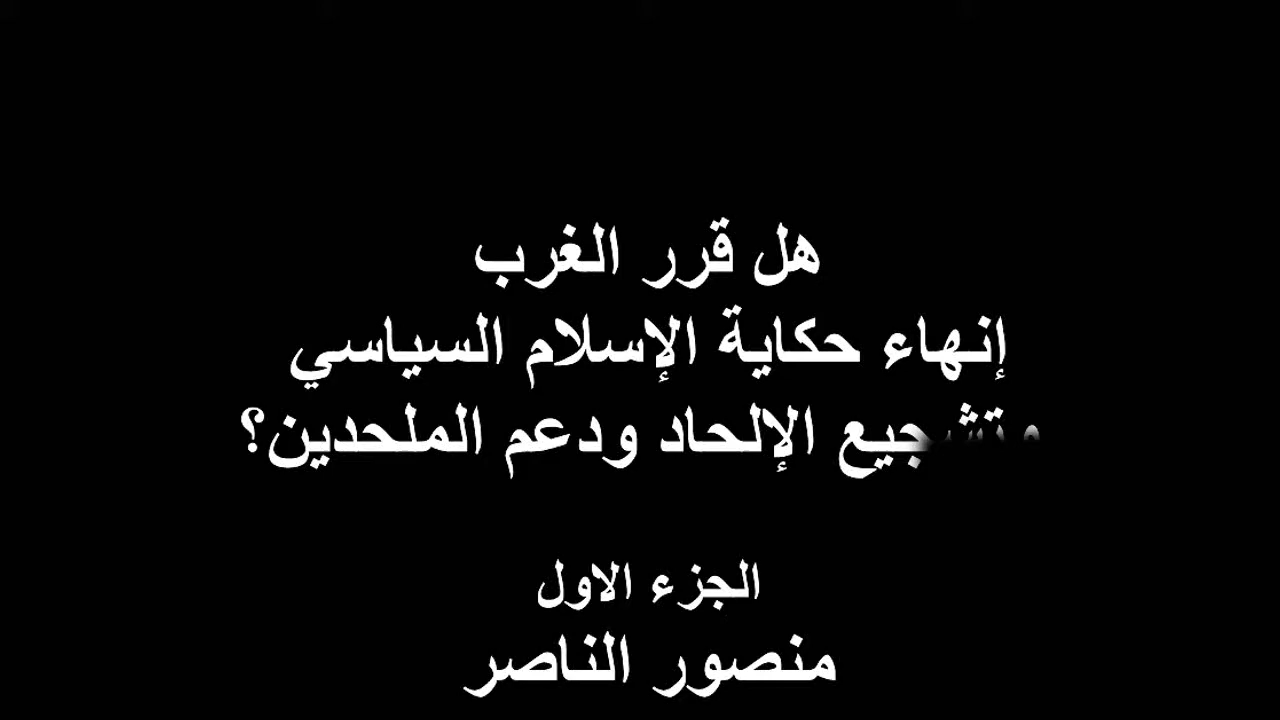 هل قرر الغرب
إنهاء حكاية الإسلام السياسي
وتشجيع الإلحاد ودعم الملحدين؟
الجزء الاول
منصور الناصر